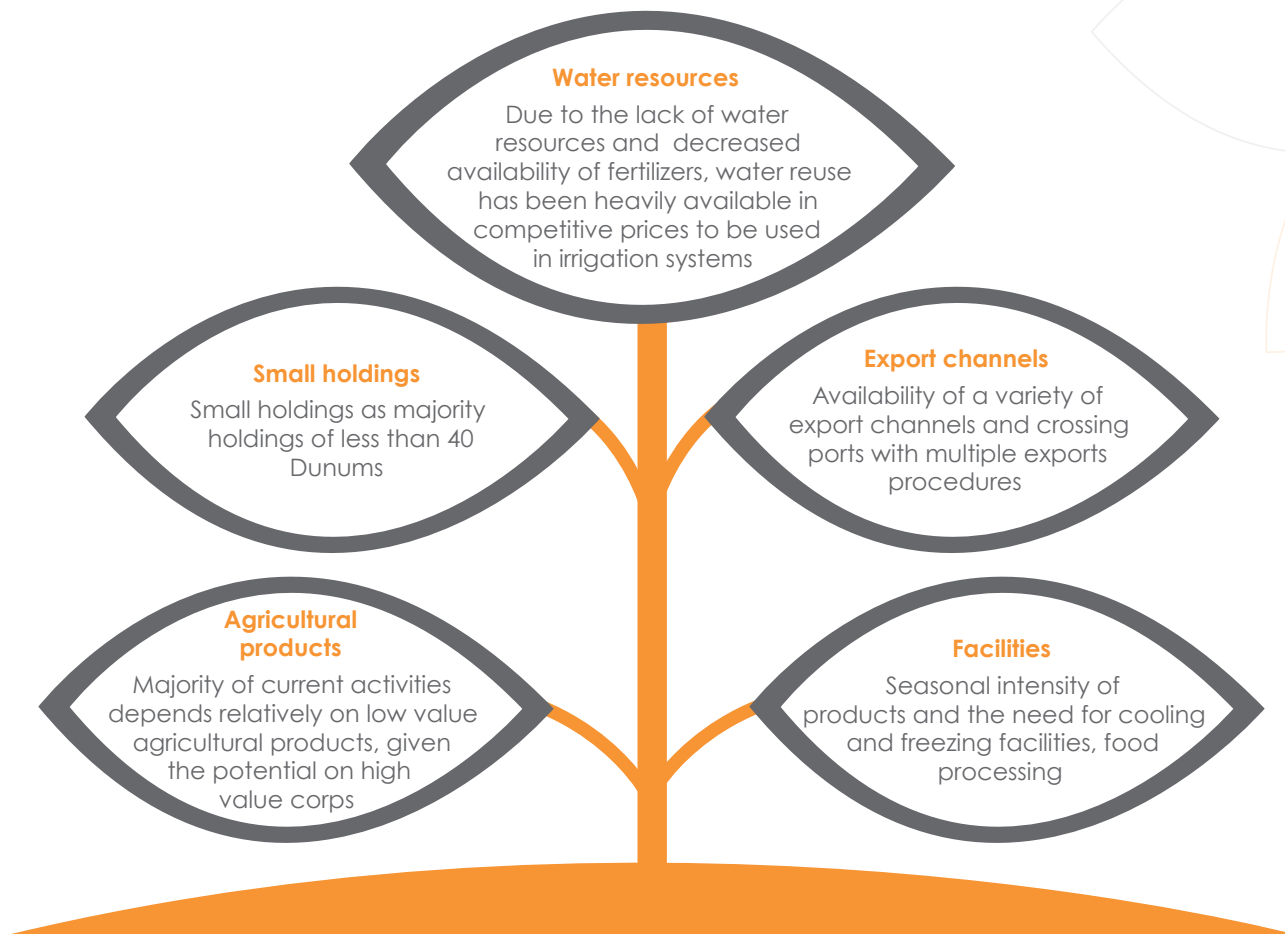 Water resources
Due to the lack of water
resources and  decreased
availability of fertilizers, water reuse
has been heavily available in
competitive prices to be used
in irrigation systems
Small holdings
Small holdings as majority
holdings of less than 40
Dunums
Export channels
Availability of a variety of
export channels and crossing
ports with multiple exports
procedures
Agricultural
products
Majority of current activities
depends relatively on low value
agricultural products, given
the potential on high
value corps
Facilities
Seasonal intensity of
products and the need for cooling
and freezing facilities, food
processing